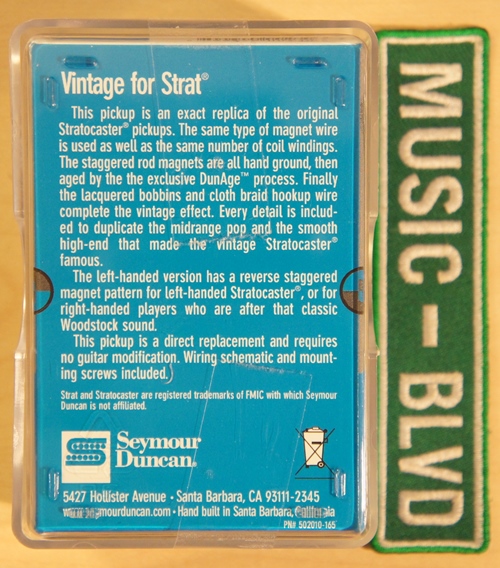 Vintage for Strat®
This pickup is an exact replica of the original
Stratocaster® pickups. The same type of magnet wire
is used as well as the same number of coil windings.
The staggered rod magnets are all hand ground, then
aged by the the exclusive DunAge™ process. Finally
the lacquered bobbins and cloth braid hookup wire
complete the vintage effect. Every detail is includ-
ed to duplicate the midrange pop and the smooth
high-end that made the vintage Stratocaster®
famous.
The left-handed version has a reverse staggered
magnet pattern for left-handed Stratocaster®, or for
right-handed players who are after that classic
Woodstock sound.
This pickup is a direct replacement and requires
no guitar modification. Wiring schematic and mount-
ing screws included.
Strat and Stratocaster are registered trademarks of FMIC with which Seymour
Duncan is not affiliated.
Seymour
Duncan®
5427 Hollister Avenue • Santa Barbara, CA 93111-2345
www.seymourduncan.com • Hand built in Santa Barbara, California
PN# 502010-165
MUSIC - BLVD